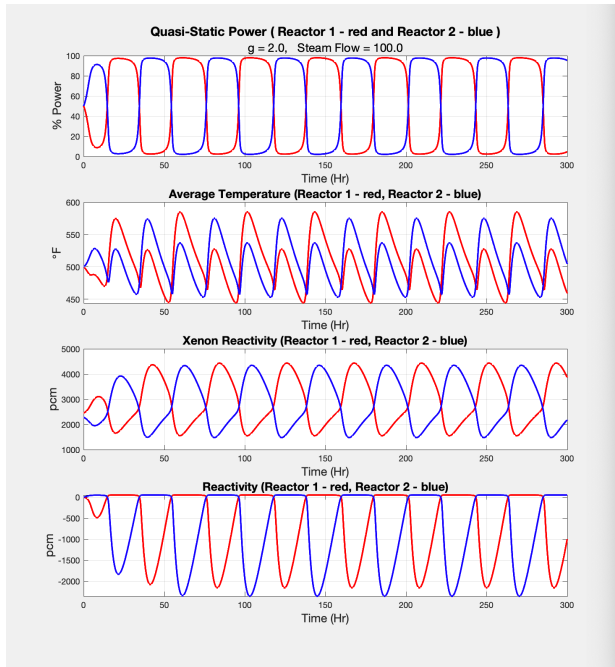 Quasi-Static Power ( Reactor 1 - red and Reactor 2 - blue )
g = 2.0,   Steam Flow = 100.0
% Power
100
80
60
40
20
0
0 50 100 150 200 250 300
Time (Hr)
Average Temperature (Reactor 1 - red, Reactor 2 - blue)
°F
600
550
500
450
0 50 100 150 200 250 300
Time (Hr)
Xenon Reactivity (Reactor 1 - red, Reactor 2 - blue)
pcm
5000
4000
3000
2000
1000
0 50 100 150 200 250 300
Time (Hr)
Reactivity (Reactor 1 - red, Reactor 2 - blue)
pcm
0
-500
-1000
-1500
-2000
0 50 100 150 200 250 300
Time (Hr)